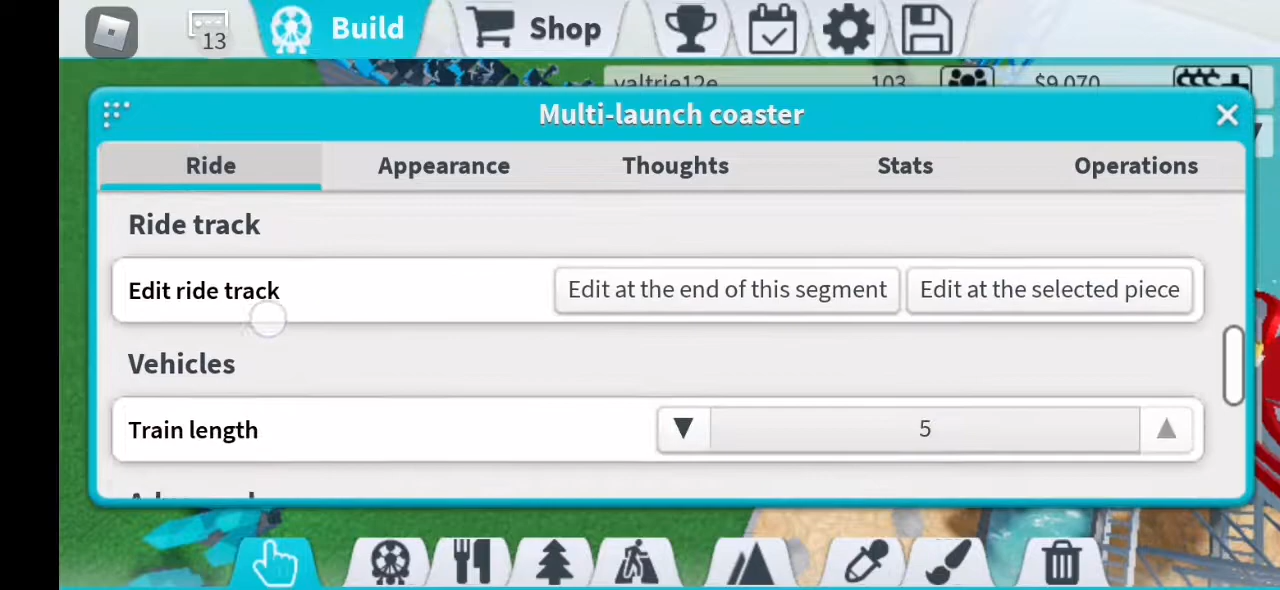 13
Build
Shop
valtrie12e 103 $9,070
Multi-launch coaster
Ride Appearance Thoughts Stats Operations
Ride track
Edit ride track Edit at the end of this segment Edit at the selected piece
Vehicles
Train length 5